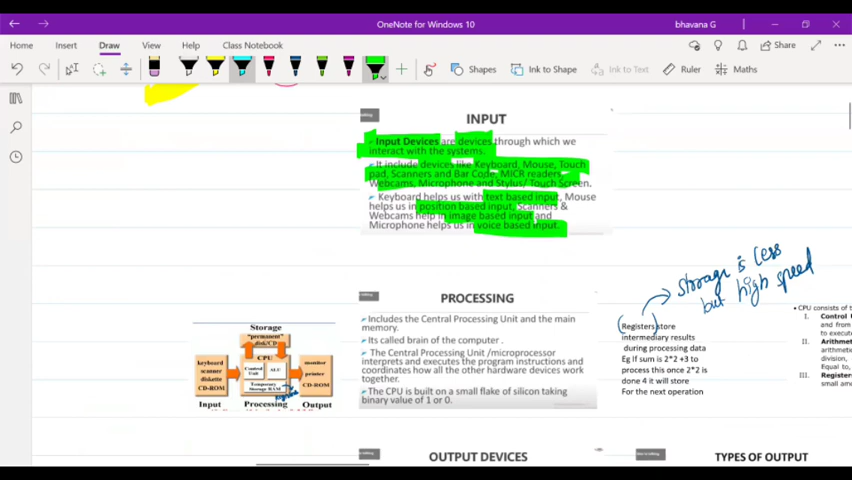 OneNote for Windows 10
bhavana G
Home
Insert
Draw
View
Help
Class Notebook
Share
Shapes
Ink to Shape
Ink to Text
Ruler
Maths
INPUT
Input Devices are devices through which we
interact with the systems.
It include devices like Keyboard, Mouse, Touch
pad, Scanners and Bar Code, MICR readers,
Webcams, Microphone and Stylus/ Touch Screen.
Keyboard helps us with text based input, Mouse
helps us in position based input, Scanners &
Webcams help in image based input and
Microphone helps us in voice based input.
storage is less
but high speed
PROCESSING
Includes the Central Processing Unit and the main
memory.
Its called brain of the computer .
The Central Processing Unit /microprocessor
interprets and executes the program instructions and
coordinates how all the other hardware devices work
together.
The CPU is built on a small flake of silicon taking
binary value of 1 or 0.
Storage
"permanent"
disk/CD
CPU
Control
Unit
ALU
Temporary
Storage RAM
keyboard
scanner
diskette
CD-ROM
monitor
printer
CD-ROM
Input
Processing
Output
Registers store
intermediary results
during processing data
Eg If sum is 2*2 +3 to
process this once 2*2 is
done 4 it will store
For the next operation
CPU consists of t
I. Control
and from
to execute
II. Arithme
arithmeti
division,
Equal to,
III. Register
small am
OUTPUT DEVICES
TYPES OF OUTPUT